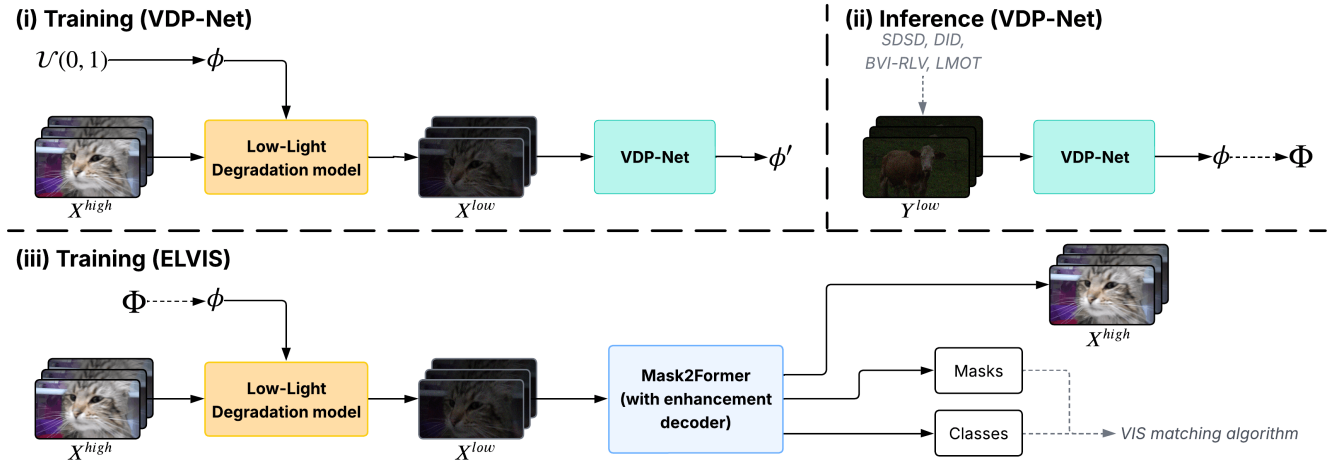 (i) Training (VDP-Net)
𝒰(0, 1)
ϕ
Low-Light
Degradation model
VDP-Net
ϕ′
X^high
X^low
(ii) Inference (VDP-Net)
SDSD, DID,
BVI-RLV, LMOT
VDP-Net
ϕ
Φ
Y^low
(iii) Training (ELVIS)
Φ
ϕ
Low-Light
Degradation model
Mask2Former
(with enhancement
decoder)
X^high
X^low
X^high
Masks
Classes
VIS matching algorithm